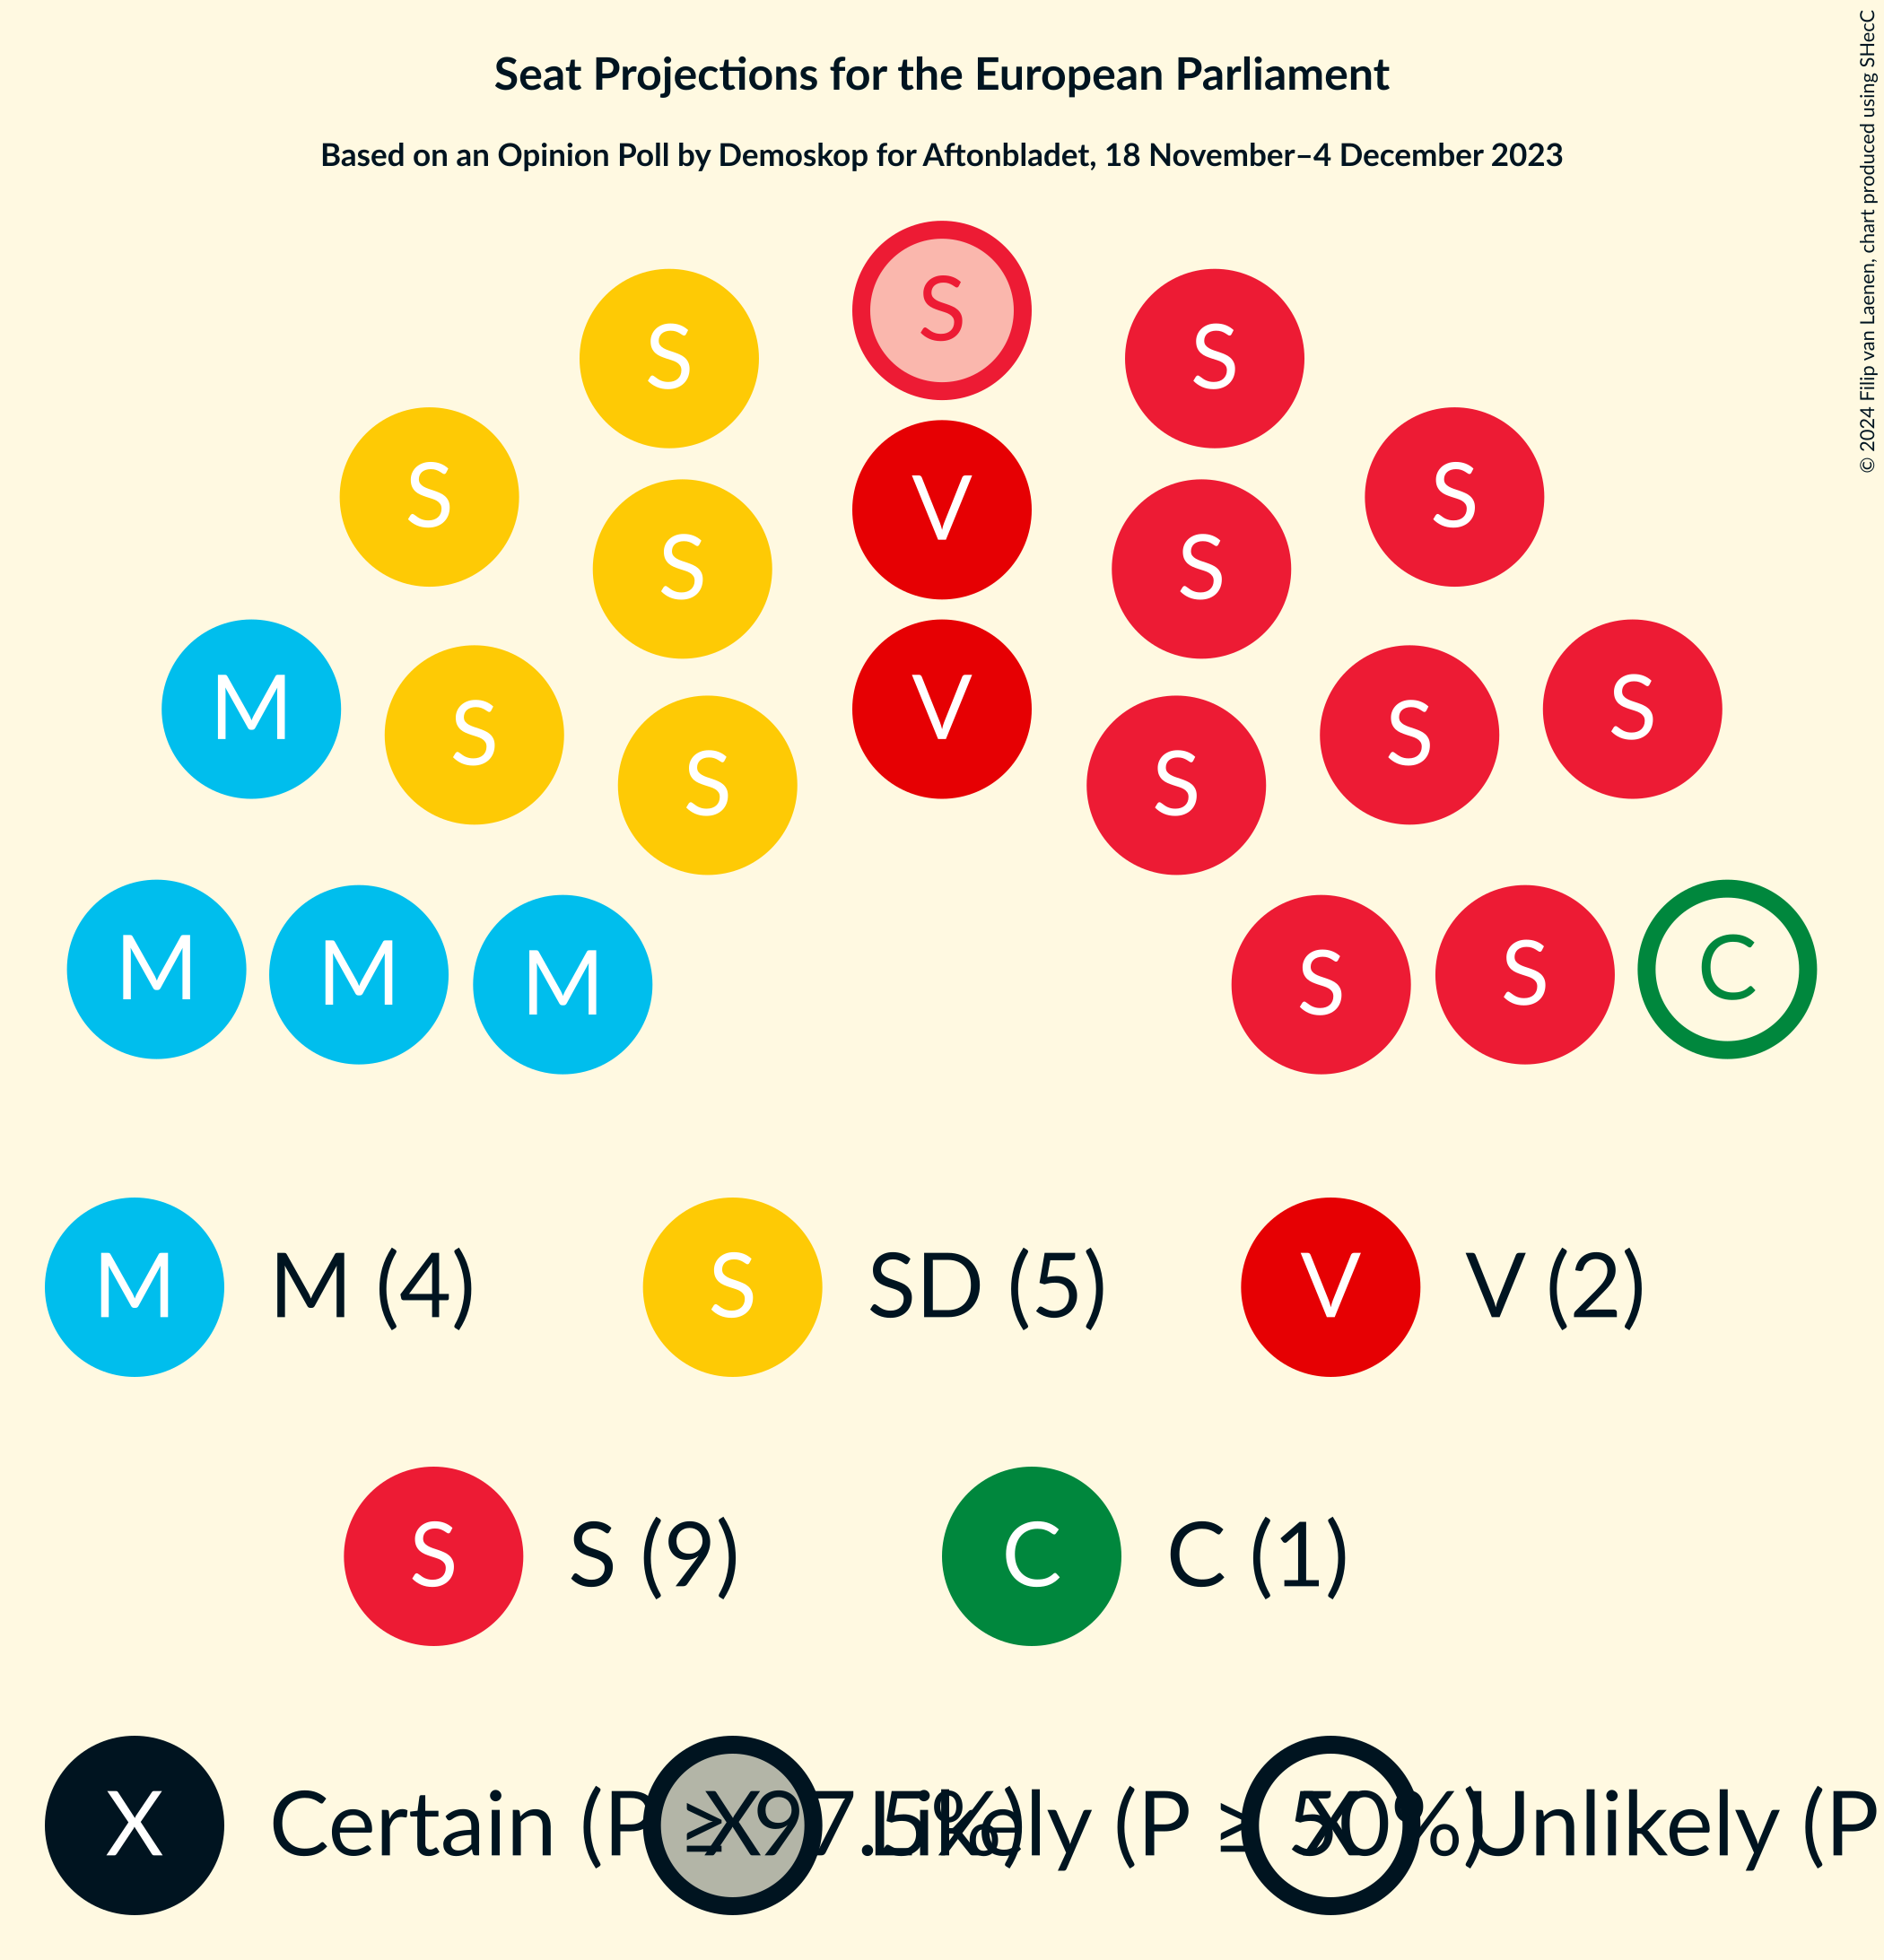 Seat Projections for the European Parliament
Based on an Opinion Poll by Demoskop for Aftonbladet, 18 November–4 December 2023
© 2024 Filip van Laenen, chart produced using SHecC
S
S S
S S
V
S S
M S V S S
S S
M M M S S C
M M (4) S SD (5) V V (2)
S S (9) C C (1)
X Certain (P ≥ 97.5%) X Likely (P ≥ 50%) X Unlikely (P